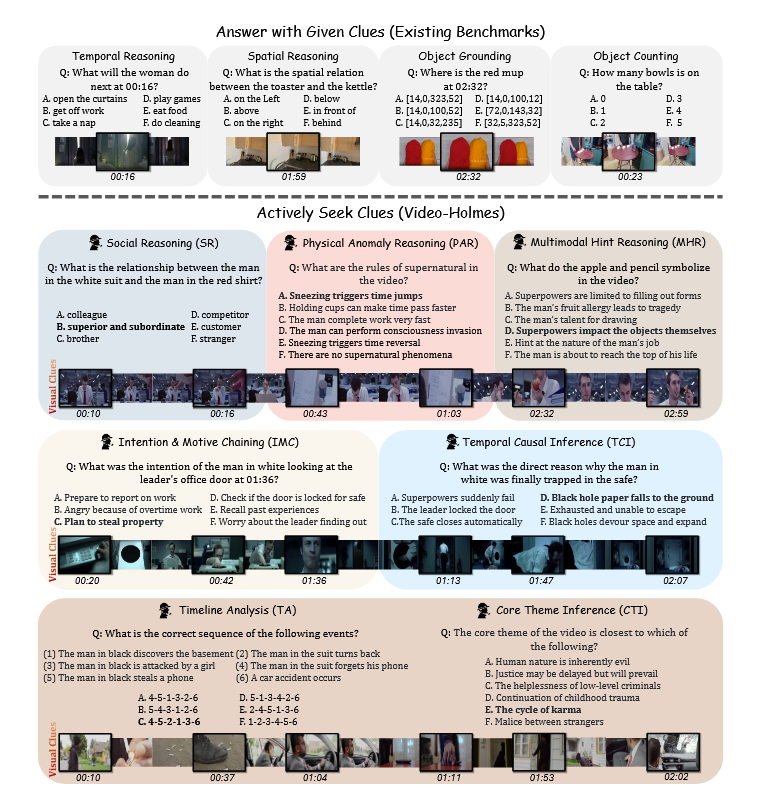 Answer with Given Clues (Existing Benchmarks)
Temporal Reasoning
Q: What will the woman do
next at 00:16?
A. open the curtains D. play games
B. get off work E. eat food
C. take a nap F. do cleaning
00:16
Spatial Reasoning
Q: What is the spatial relation
between the toaster and the kettle?
A. on the Left D. below
B. above E. in front of
C. on the right F. behind
01:59
Object Grounding
Q: Where is the red mup
at 02:32?
A. [14,0,323,52] D. [14,0,100,12]
B. [14,0,100,52] E. [72,0,143,32]
C. [14,0,32,235] F. [32,5,323,52]
02:32
Object Counting
Q: How many bowls is on
the table?
A. 0 D. 3
B. 1 E. 4
C. 2 F. 5
00:23
Actively Seek Clues (Video-Holmes)
Social Reasoning (SR)
Q: What is the relationship between the man
in the white suit and the man in the red shirt?
A. colleague D. competitor
B. superior and subordinate E. customer
C. brother F. stranger
Physical Anomaly Reasoning (PAR)
Q: What are the rules of supernatural in
the video?
A. Sneezing triggers time jumps
B. Holding cups can make time pass faster
C. The man complete work very fast
D. The man can perform consciousness invasion
E. Sneezing triggers time reversal
F. There are no supernatural phenomena
Multimodal Hint Reasoning (MHR)
Q: What do the apple and pencil symbolize
in the video?
A. Superpowers are limited to filling out forms
B. The man's fruit allergy leads to tragedy
C. The man's talent for drawing
D. Superpowers impact the objects themselves
E. Hint at the nature of the man's job
F. The man is about to reach the top of his life
Visual Clues
00:10 00:16 00:43 01:03 02:32 02:59
Intention & Motive Chaining (IMC)
Q: What was the intention of the man in white looking at the
leader's office door at 01:36?
A. Prepare to report on work D. Check if the door is locked for safe
B. Angry because of overtime work E. Recall past experiences
C. Plan to steal property F. Worry about the leader finding out
Temporal Causal Inference (TCI)
Q: What was the direct reason why the man in
white was finally trapped in the safe?
A. Superpowers suddenly fail D. Black hole paper falls to the ground
B. The leader locked the door E. Exhausted and unable to escape
C.The safe closes automatically F. Black holes devour space and expand
Visual Clues
00:20 00:42 01:36 01:13 01:47 02:07
Timeline Analysis (TA)
Q: What is the correct sequence of the following events?
(1) The man in black discovers the basement (2) The man in the suit turns back
(3) The man in black is attacked by a girl (4) The man in the suit forgets his phone
(5) The man in black steals a phone (6) A car accident occurs
A. 4-5-1-3-2-6 D. 5-1-3-4-2-6
B. 5-4-3-1-2-6 E. 2-4-5-1-3-6
C. 4-5-2-1-3-6 F. 1-2-3-4-5-6
Core Theme Inference (CTI)
Q: The core theme of the video is closest to which of
the following?
A. Human nature is inherently evil
B. Justice may be delayed but will prevail
C. The helplessness of low-level criminals
D. Continuation of childhood trauma
E. The cycle of karma
F. Malice between strangers
Visual Clues
00:10 00:37 01:04 01:11 01:53 02:02